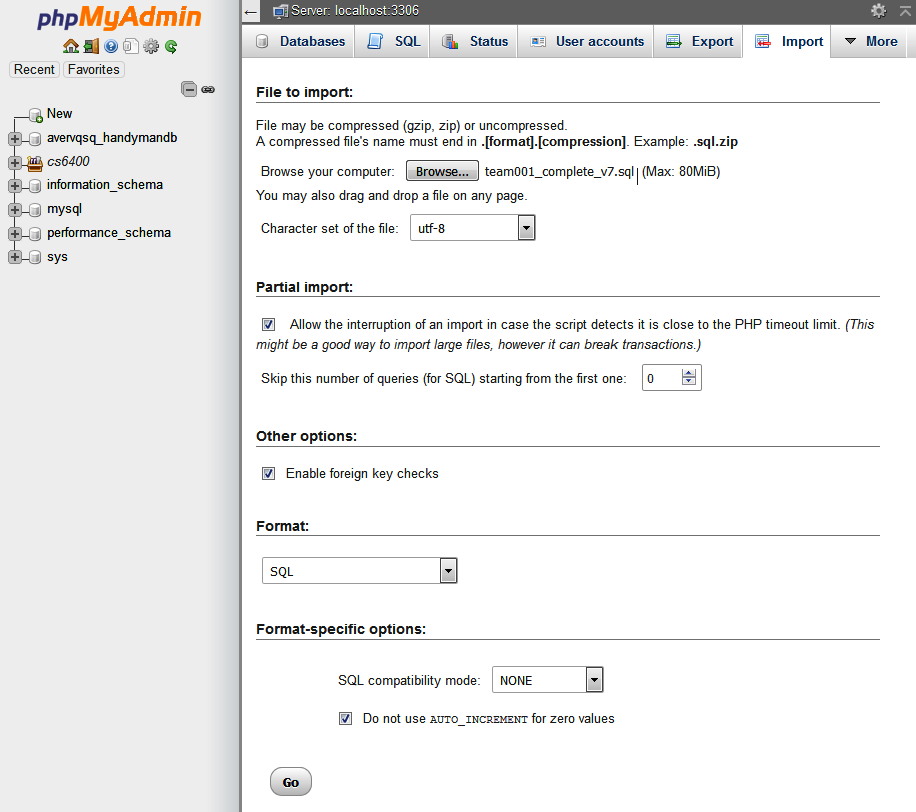 phpMyAdmin
Recent Favorites
New
avervqsq_handymandb
cs6400
information_schema
mysql
performance_schema
sys
Server: localhost:3306
Databases SQL Status User accounts Export Import More
File to import:
File may be compressed (gzip, zip) or uncompressed.
A compressed file's name must end in .[format].[compression]. Example: .sql.zip
Browse your computer: Browse... team001_complete_v7.sql (Max: 80MiB)
You may also drag and drop a file on any page.
Character set of the file: utf-8
Partial import:
Allow the interruption of an import in case the script detects it is close to the PHP timeout limit. (This
might be a good way to import large files, however it can break transactions.)
Skip this number of queries (for SQL) starting from the first one: 0
Other options:
Enable foreign key checks
Format:
SQL
Format-specific options:
SQL compatibility mode: NONE
Do not use AUTO_INCREMENT for zero values
Go